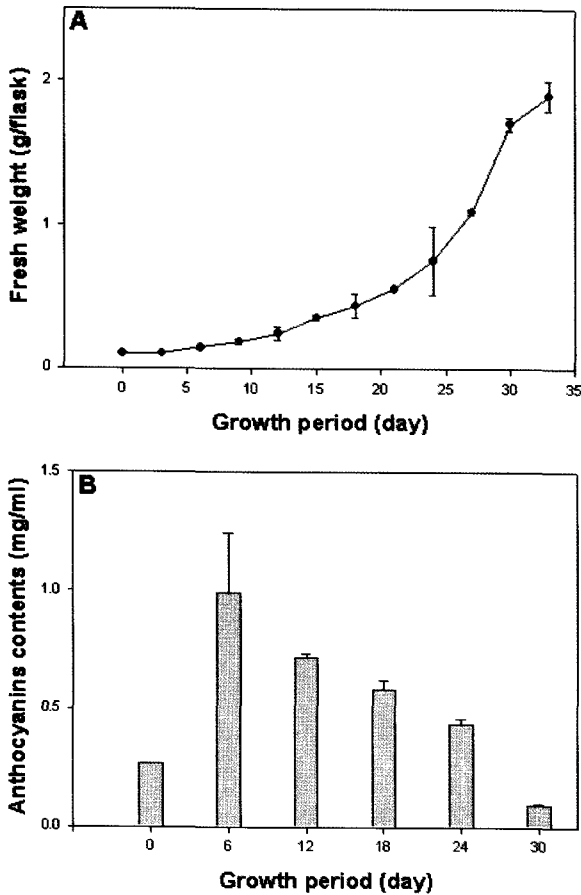 A
Fresh weight (g/flask)
2
1
0
0 5 10 15 20 25 30 35
Growth period (day)
B
Anthocyanins contents (mg/ml)
1.5
1.0
0.5
0.0
0 6 12 18 24 30
Growth period (day)